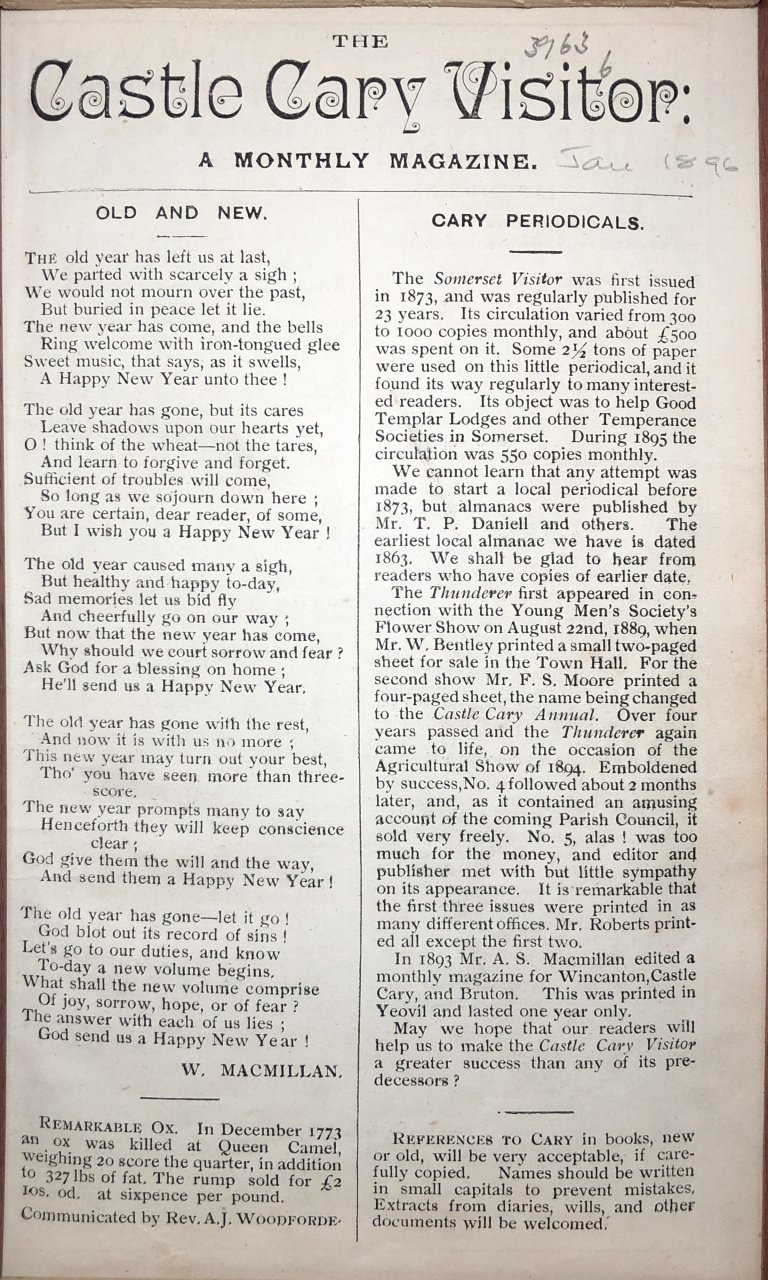 THE
Castle Cary Visitor:
3963
6
A MONTHLY MAGAZINE.
Jan 1896
OLD AND NEW.
THE old year has left us at last,
We parted with scarcely a sigh ;
We would not mourn over the past,
But buried in peace let it lie.
The new year has come, and the bells
Ring welcome with iron-tongued glee
Sweet music, that says, as it swells,
A Happy New Year unto thee !
The old year has gone, but its cares
Leave shadows upon our hearts yet,
O ! think of the wheat—not the tares,
And learn to forgive and forget.
Sufficient of troubles will come,
So long as we sojourn down here ;
You are certain, dear reader, of some,
But I wish you a Happy New Year !
The old year caused many a sigh,
But healthy and happy to-day,
Sad memories let us bid fly
And cheerfully go on our way ;
But now that the new year has come,
Why should we court sorrow and fear ?
Ask God for a blessing on home ;
He'll send us a Happy New Year.
The old year has gone with the rest,
And now it is with us no more ;
This new year may turn out your best,
Tho' you have seen more than three-
score.
The new year prompts many to say
Henceforth they will keep conscience
clear ;
God give them the will and the way,
And send them a Happy New Year !
The old year has gone—let it go !
God blot out its record of sins !
Let's go to our duties, and know
To-day a new volume begins.
What shall the new volume comprise
Of joy, sorrow, hope, or of fear ?
The answer with each of us lies ;
God send us a Happy New Year !
W. MACMILLAN.
REMARKABLE OX. In December 1773
an ox was killed at Queen Camel,
weighing 20 score the quarter, in addition
to 327 lbs of fat. The rump sold for £2
10s. 0d. at sixpence per pound.
Communicated by Rev. A.J. WOODFORDE.
CARY PERIODICALS.
The Somerset Visitor was first issued
in 1873, and was regularly published for
23 years. Its circulation varied from 300
to 1000 copies monthly, and about £500
was spent on it. Some 2½ tons of paper
were used on this little periodical, and it
found its way regularly to many interest-
ed readers. Its object was to help Good
Templar Lodges and other Temperance
Societies in Somerset. During 1895 the
circulation was 550 copies monthly.
We cannot learn that any attempt was
made to start a local periodical before
1873, but almanacs were published by
Mr. T. P. Daniell and others. The
earliest local almanac we have is dated
1863. We shall be glad to hear from
readers who have copies of earlier date.
The Thunderer first appeared in con-
nection with the Young Men's Society's
Flower Show on August 22nd, 1889, when
Mr. W. Bentley printed a small two-paged
sheet for sale in the Town Hall. For the
second show Mr. F. S. Moore printed a
four-paged sheet, the name being changed
to the Castle Cary Annual. Over four
years passed and the Thunderer again
came to life, on the occasion of the
Agricultural Show of 1894. Emboldened
by success, No. 4 followed about 2 months
later, and, as it contained an amusing
account of the coming Parish Council, it
sold very freely. No. 5, alas ! was too
much for the money, and editor and
publisher met with but little sympathy
on its appearance. It is remarkable that
the first three issues were printed in as
many different offices. Mr. Roberts print-
ed all except the first two.
In 1893 Mr. A. S. Macmillan edited a
monthly magazine for Wincanton, Castle
Cary, and Bruton. This was printed in
Yeovil and lasted one year only.
May we hope that our readers will
help us to make the Castle Cary Visitor
a greater success than any of its pre-
decessors ?
REFERENCES TO CARY in books, new
or old, will be very acceptable, if care-
fully copied. Names should be written
in small capitals to prevent mistakes.
Extracts from diaries, wills, and other
documents will be welcomed.